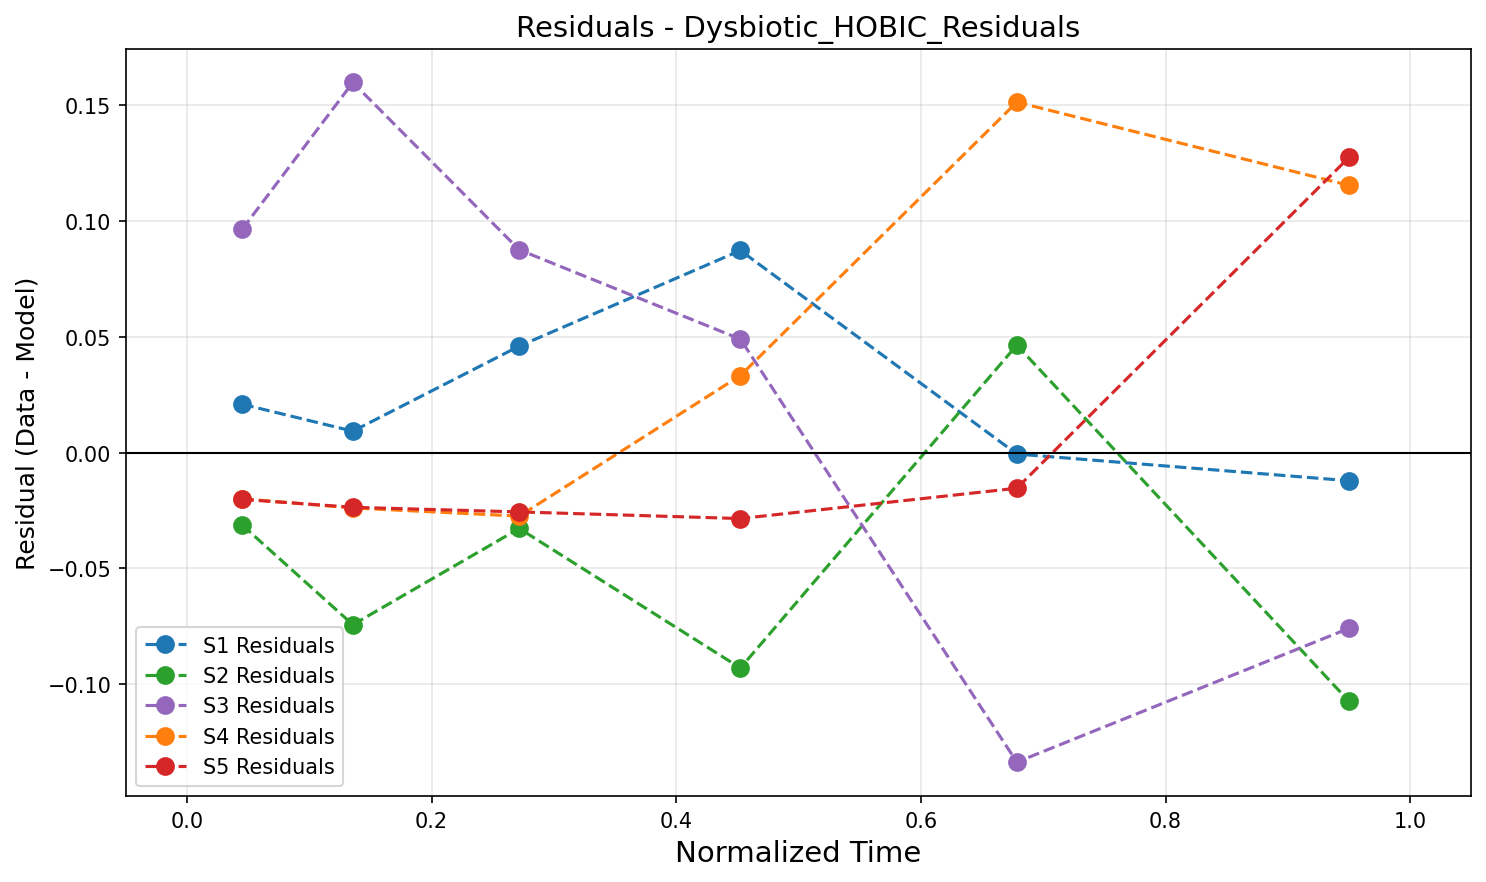 Residuals - Dysbiotic_HOBIC_Residuals
Residual (Data - Model)
0.15
0.10
0.05
0.00
−0.05
−0.10
S1 Residuals
S2 Residuals
S3 Residuals
S4 Residuals
S5 Residuals
0.0 0.2 0.4 0.6 0.8 1.0
Normalized Time